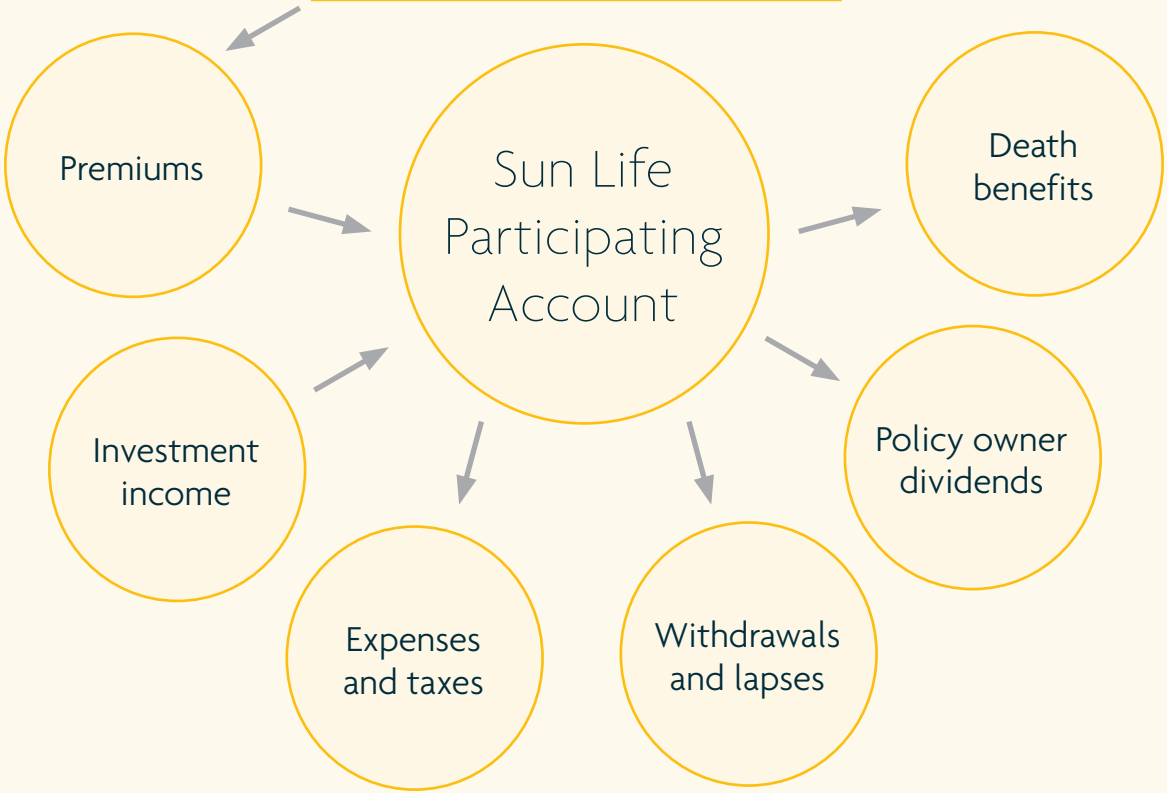 Premiums
Sun Life
Participating
Account
Death
benefits
Investment
income
Policy owner
dividends
Expenses
and taxes
Withdrawals
and lapses